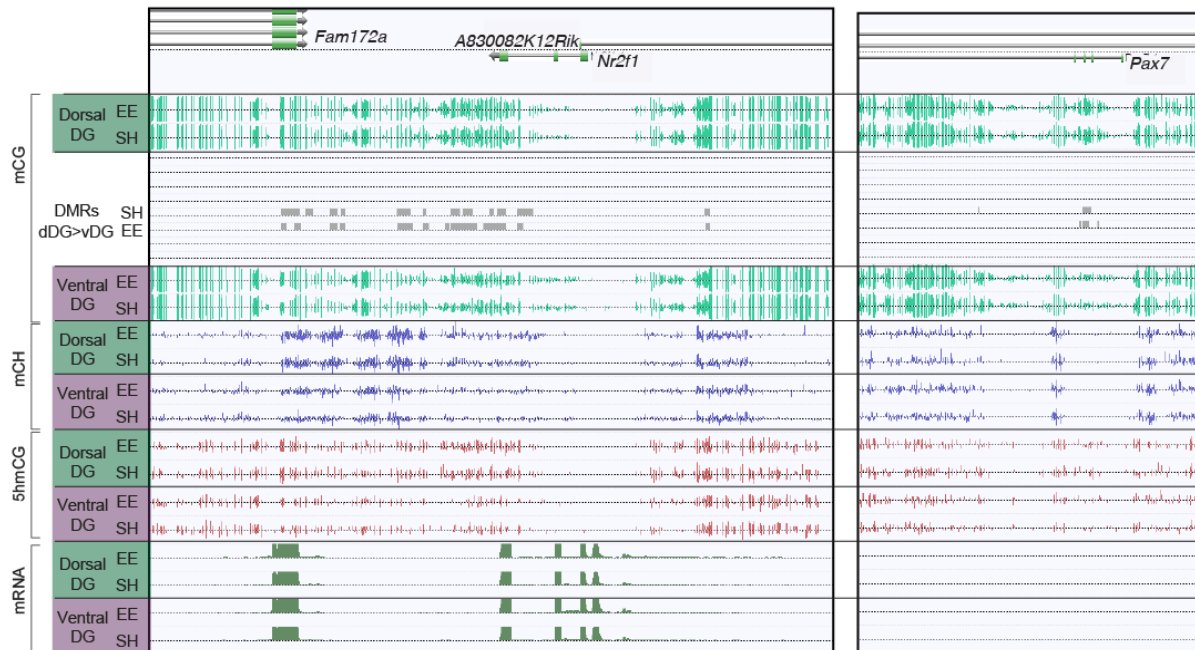 Fam172a
A830082K12Rik
Nr2f1
Pax7
mCG
Dorsal DG
EE
SH
DMRs SH
dDG>vDG EE
Ventral DG
EE
SH
mCH
Dorsal DG
EE
SH
Ventral DG
EE
SH
5hmCG
Dorsal DG
EE
SH
Ventral DG
EE
SH
mRNA
Dorsal DG
EE
SH
Ventral DG
EE
SH